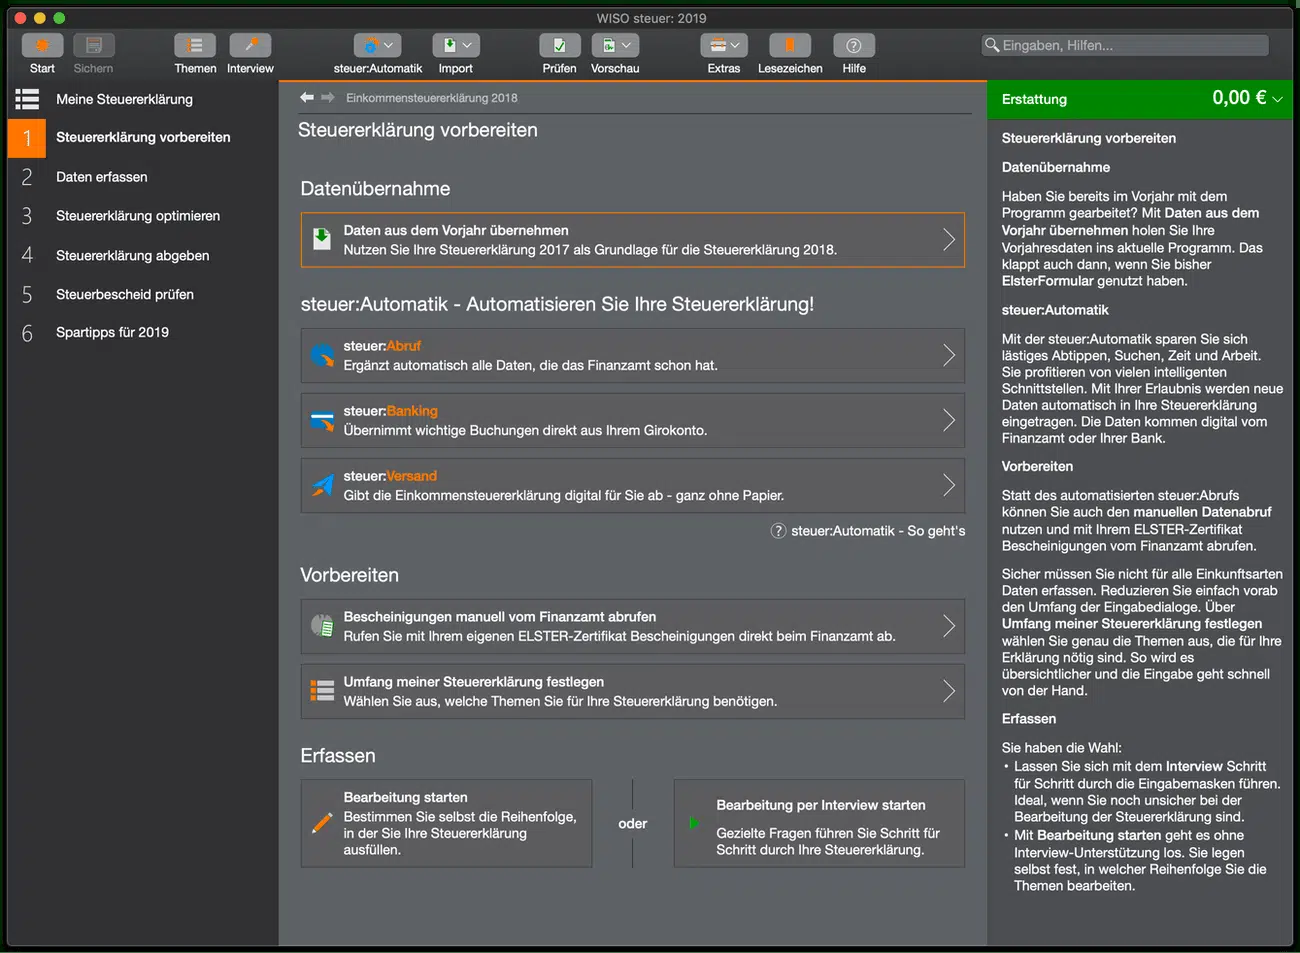 WISO steuer: 2019
Start
Sichern
Themen
Interview
steuer:Automatik
Import
Prüfen
Vorschau
Extras
Lesezeichen
Hilfe
Eingaben, Hilfen...
Meine Steuererklärung
1 Steuererklärung vorbereiten
2 Daten erfassen
3 Steuererklärung optimieren
4 Steuererklärung abgeben
5 Steuerbescheid prüfen
6 Spartipps für 2019
Einkommensteuererklärung 2018
Steuererklärung vorbereiten
Datenübernahme
Daten aus dem Vorjahr übernehmen
Nutzen Sie Ihre Steuererklärung 2017 als Grundlage für die Steuererklärung 2018.
steuer:Automatik - Automatisieren Sie Ihre Steuererklärung!
steuer:Abruf
Ergänzt automatisch alle Daten, die das Finanzamt schon hat.
steuer:Banking
Übernimmt wichtige Buchungen direkt aus Ihrem Girokonto.
steuer:Versand
Gibt die Einkommensteuererklärung digital für Sie ab - ganz ohne Papier.
? steuer:Automatik - So geht's
Vorbereiten
Bescheinigungen manuell vom Finanzamt abrufen
Rufen Sie mit Ihrem eigenen ELSTER-Zertifikat Bescheinigungen direkt beim Finanzamt ab.
Umfang meiner Steuererklärung festlegen
Wählen Sie aus, welche Themen Sie für Ihre Steuererklärung benötigen.
Erfassen
Bearbeitung starten
Bestimmen Sie selbst die Reihenfolge,
in der Sie Ihre Steuererklärung
ausfüllen.
oder
Bearbeitung per Interview starten
Gezielte Fragen führen Sie Schritt für
Schritt durch Ihre Steuererklärung.
Erstattung 0,00 €
Steuererklärung vorbereiten
Datenübernahme
Haben Sie bereits im Vorjahr mit dem
Programm gearbeitet? Mit Daten aus dem
Vorjahr übernehmen holen Sie Ihre
Vorjahresdaten ins aktuelle Programm. Das
klappt auch dann, wenn Sie bisher
ElsterFormular genutzt haben.
steuer:Automatik
Mit der steuer:Automatik sparen Sie sich
lästiges Abtippen, Suchen, Zeit und Arbeit.
Sie profitieren von vielen intelligenten
Schnittstellen. Mit Ihrer Erlaubnis werden neue
Daten automatisch in Ihre Steuererklärung
eingetragen. Die Daten kommen digital vom
Finanzamt oder Ihrer Bank.
Vorbereiten
Statt des automatisierten steuer:Abrufs
können Sie auch den manuellen Datenabruf
nutzen und mit Ihrem ELSTER-Zertifikat
Bescheinigungen vom Finanzamt abrufen.
Sicher müssen Sie nicht für alle Einkunftsarten
Daten erfassen. Reduzieren Sie einfach vorab
den Umfang der Eingabedialoge. Über
Umfang meiner Steuererklärung festlegen
wählen Sie genau die Themen aus, die für Ihre
Erklärung nötig sind. So wird es
übersichtlicher und die Eingabe geht schnell
von der Hand.
Erfassen
Sie haben die Wahl:
• Lassen Sie sich mit dem Interview Schritt
für Schritt durch die Eingabemasken führen.
Ideal, wenn Sie noch unsicher bei der
Bearbeitung der Steuererklärung sind.
• Mit Bearbeitung starten geht es ohne
Interview-Unterstützung los. Sie legen
selbst fest, in welcher Reihenfolge Sie die
Themen bearbeiten.